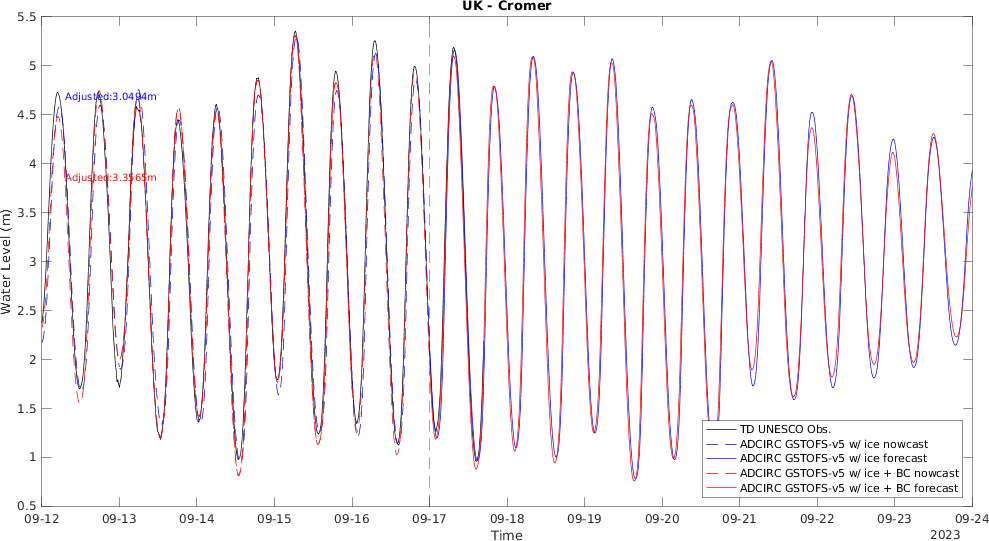 UK - Cromer
5.5
5
4.5
4
3.5
3
2.5
2
1.5
1
0.5
Water Level (m)
Adjusted:3.0494m
Adjusted:3.3565m
TD UNESCO Obs.
ADCIRC GSTOFS-v5 w/ ice nowcast
ADCIRC GSTOFS-v5 w/ ice forecast
ADCIRC GSTOFS-v5 w/ ice + BC nowcast
ADCIRC GSTOFS-v5 w/ ice + BC forecast
09-12 09-13 09-14 09-15 09-16 09-17 09-18 09-19 09-20 09-21 09-22 09-23 09-24
Time
2023